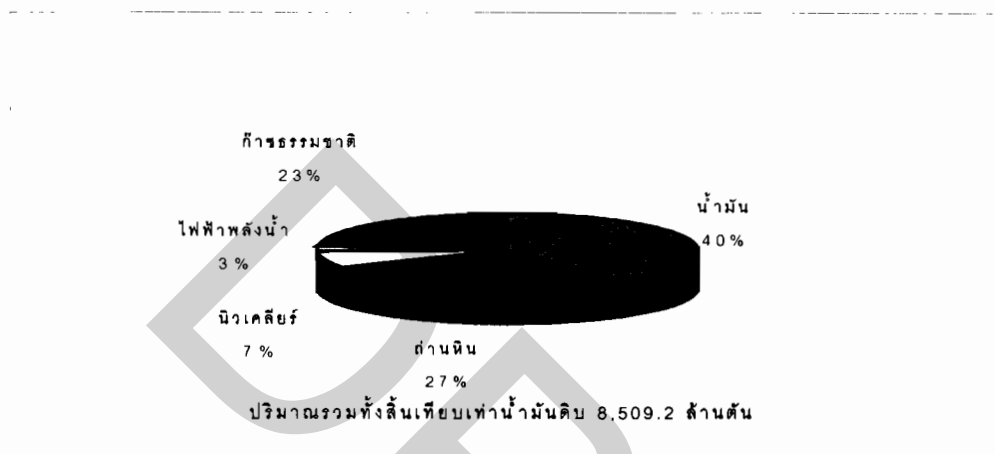 ก๊าซธรรมชาติ
23%
น้ำมัน
40%
ไฟฟ้าพลังน้ำ
3%
นิวเคลียร์
7%
ถ่านหิน
27%
ปริมาณรวมทั้งสิ้นเทียบเท่าน้ำมันดิบ 8,509.2 ล้านตัน